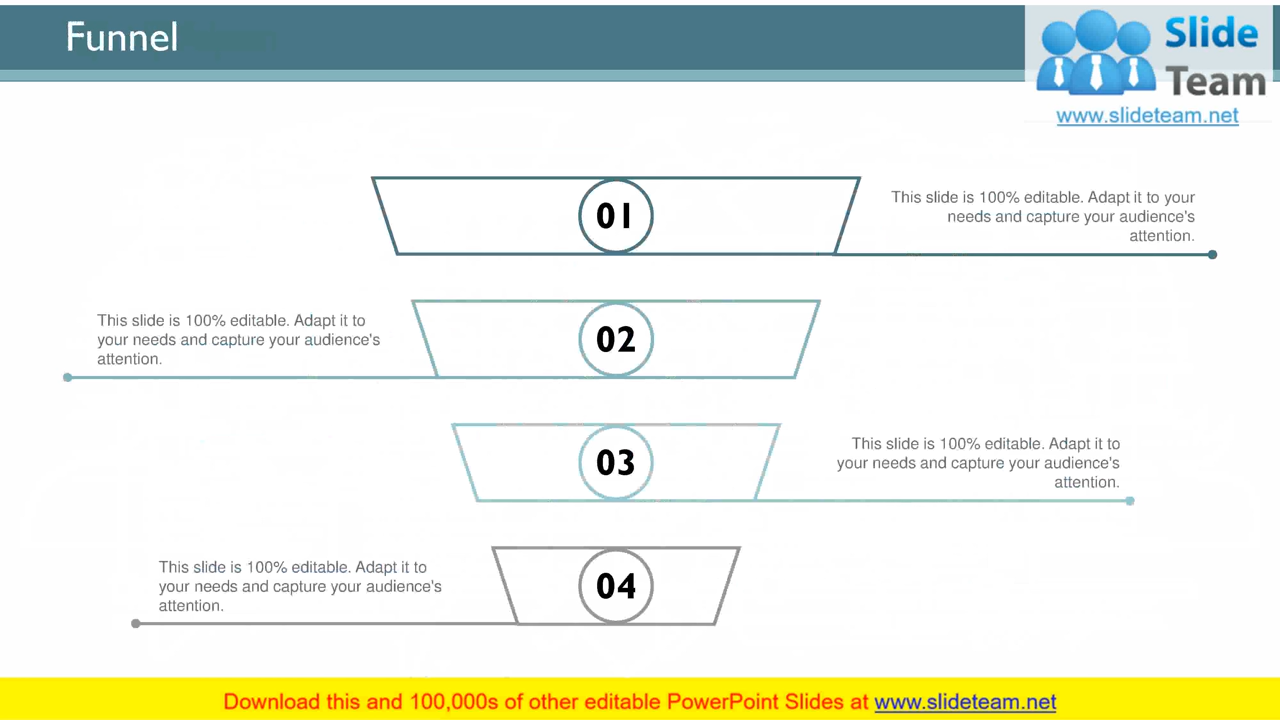 Funnel
Slide
Team
www.slideteam.net
01
This slide is 100% editable. Adapt it to your
needs and capture your audience's
attention.
02
This slide is 100% editable. Adapt it to
your needs and capture your audience's
attention.
03
This slide is 100% editable. Adapt it to
your needs and capture your audience's
attention.
04
This slide is 100% editable. Adapt it to
your needs and capture your audience's
attention.
Download this and 100,000s of other editable PowerPoint Slides at www.slideteam.net